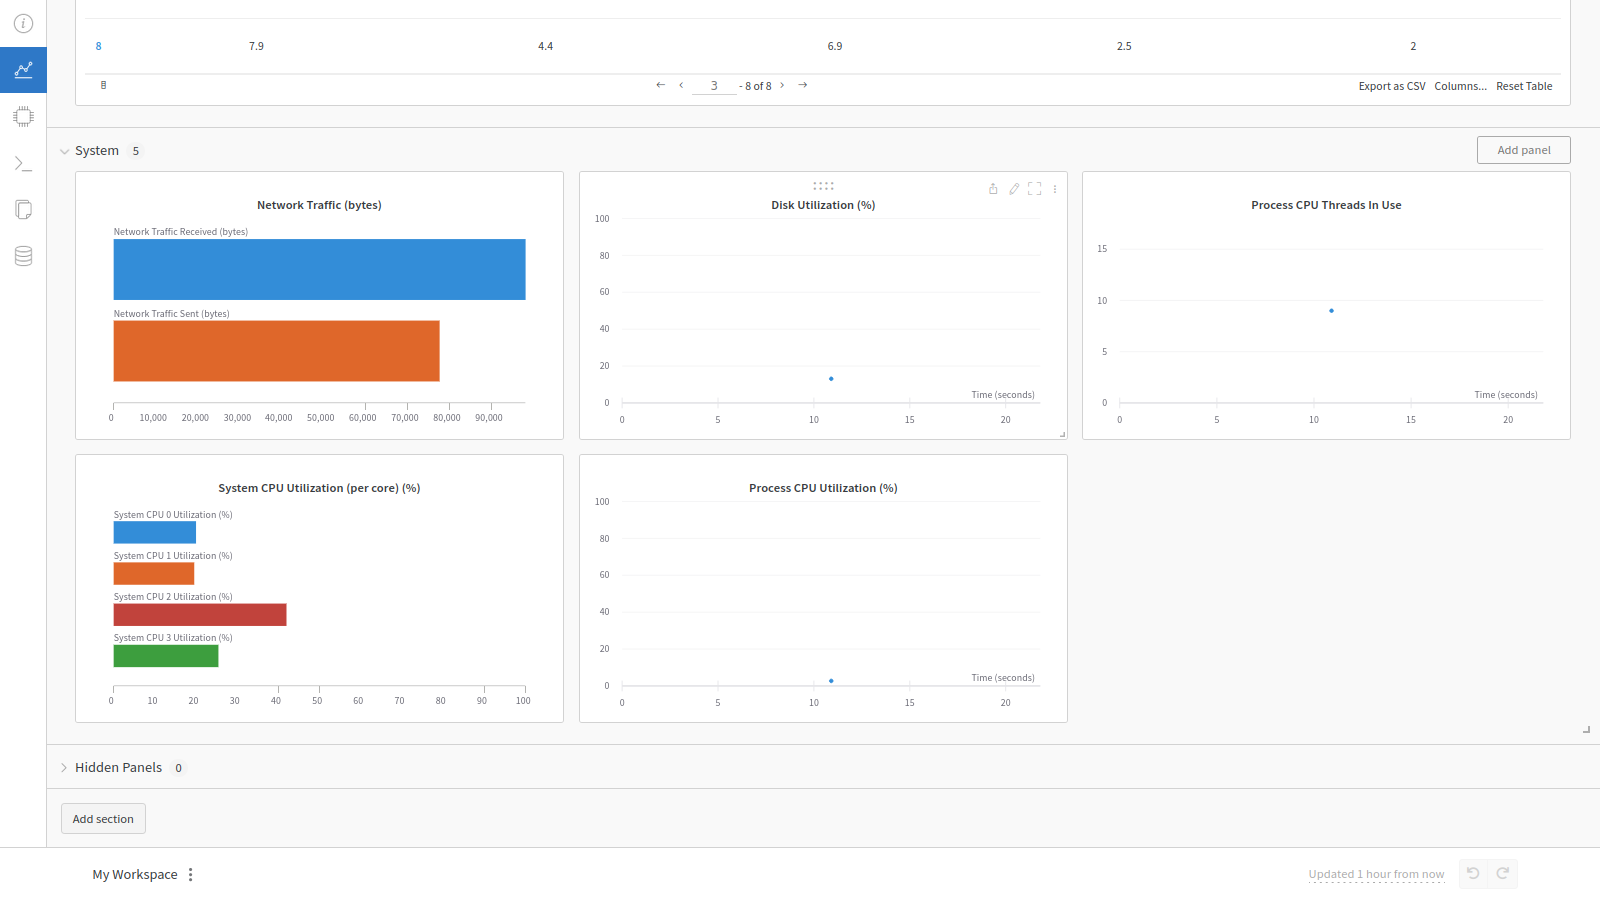 8 7.9 4.4 6.9 2.5 2
3 - 8 of 8 Export as CSV Columns... Reset Table
System 5 Add panel
Network Traffic (bytes)
Network Traffic Received (bytes)
Network Traffic Sent (bytes)
0 10,000 20,000 30,000 40,000 50,000 60,000 70,000 80,000 90,000
Disk Utilization (%)
100
80
60
40
20
0
Time (seconds)
0 5 10 15 20
Process CPU Threads In Use
15
10
5
0
Time (seconds)
0 5 10 15 20
System CPU Utilization (per core) (%)
System CPU 0 Utilization (%)
System CPU 1 Utilization (%)
System CPU 2 Utilization (%)
System CPU 3 Utilization (%)
0 10 20 30 40 50 60 70 80 90 100
Process CPU Utilization (%)
100
80
60
40
20
0
Time (seconds)
0 5 10 15 20
Hidden Panels 0
Add section
My Workspace Updated 1 hour from now